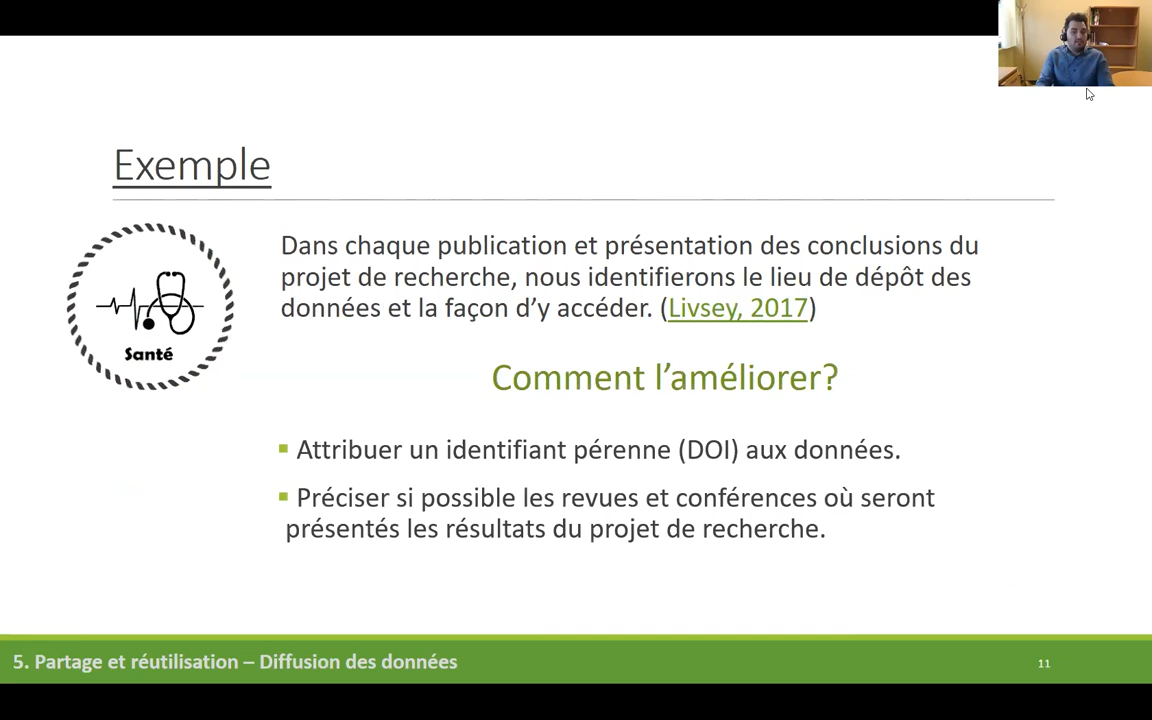 Exemple
Dans chaque publication et présentation des conclusions du
projet de recherche, nous identifierons le lieu de dépôt des
données et la façon d’y accéder. (Livsey, 2017)
Santé
Comment l’améliorer?
▪ Attribuer un identifiant pérenne (DOI) aux données.
▪ Préciser si possible les revues et conférences où seront
présentés les résultats du projet de recherche.
5. Partage et réutilisation – Diffusion des données
11